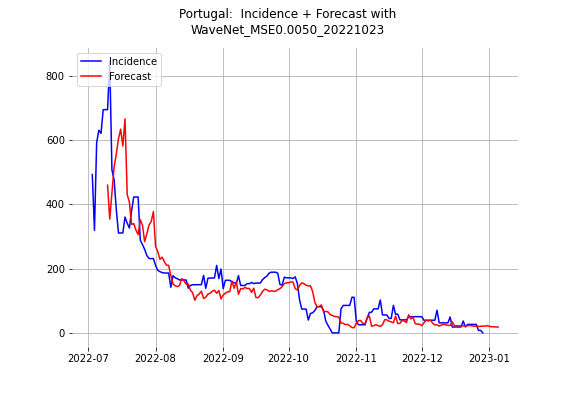 Portugal:  Incidence + Forecast with
WaveNet_MSE0.0050_20221023
Incidence
Forecast
800
600
400
200
0
2022-07 2022-08 2022-09 2022-10 2022-11 2022-12 2023-01